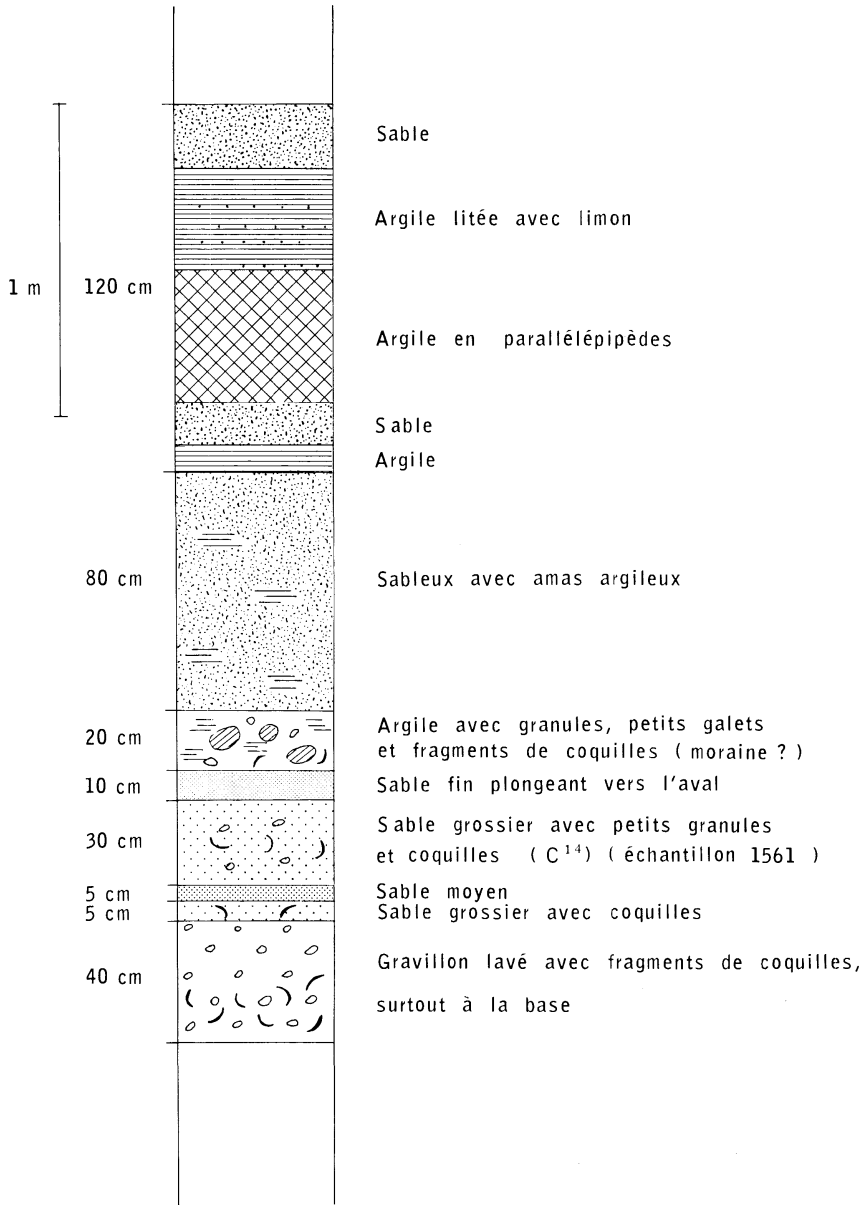 Sable
Argile litée avec limon
1 m
120 cm
Argile en parallélépipèdes
Sable
Argile
80 cm
Sableux avec amas argileux
20 cm
Argile avec granules, petits galets
et fragments de coquilles ( moraine ? )
10 cm
Sable fin plongeant vers l'aval
30 cm
Sable grossier avec petits granules
et coquilles ( C¹⁴) ( échantillon 1561 )
5 cm
Sable moyen
5 cm
Sable grossier avec coquilles
40 cm
Gravillon lavé avec fragments de coquilles,
surtout à la base